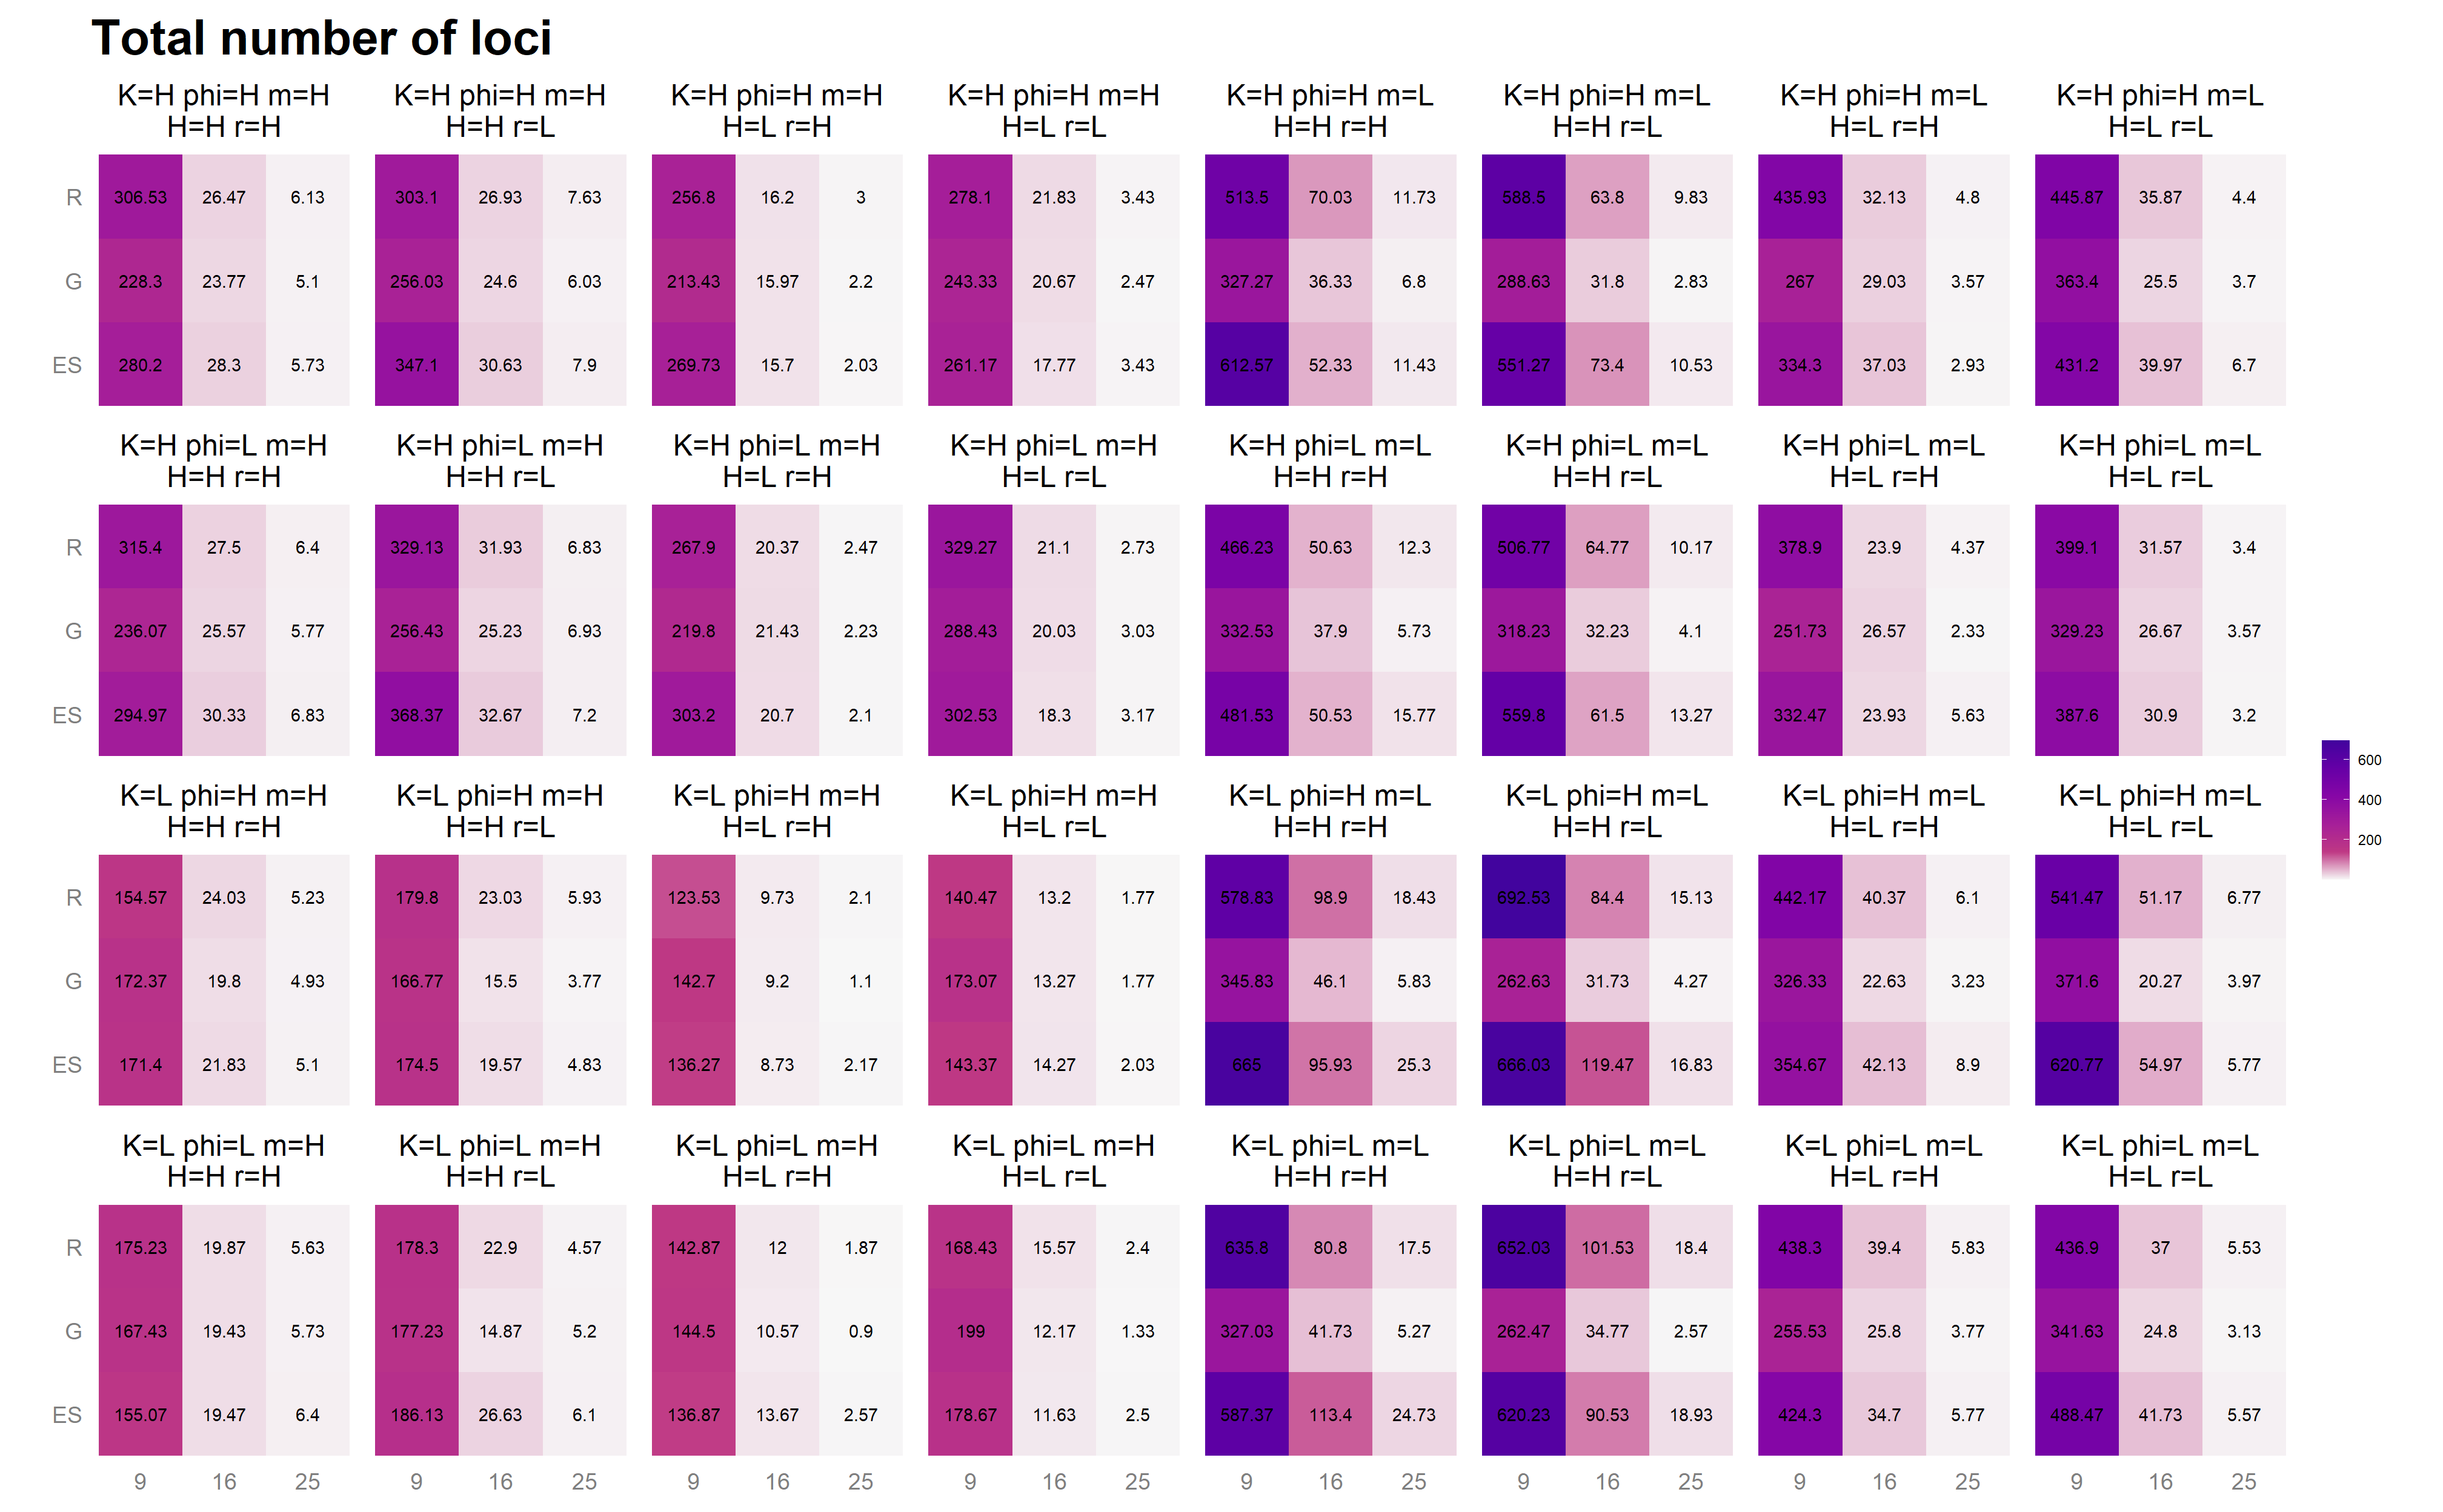 Total number of loci
K=H phi=H m=H K=H phi=H m=H K=H phi=H m=H K=H phi=H m=H K=H phi=H m=L K=H phi=H m=L K=H phi=H m=L K=H phi=H m=L
H=H r=H H=H r=L H=L r=H H=L r=L H=H r=H H=H r=L H=L r=H H=L r=L
R 306.53 26.47 6.13 303.1 26.93 7.63 256.8 16.2 3 278.1 21.83 3.43 513.5 70.03 11.73 588.5 63.8 9.83 435.93 32.13 4.8 445.87 35.87 4.4
G 228.3 23.77 5.1 256.03 24.6 6.03 213.43 15.97 2.2 243.33 20.67 2.47 327.27 36.33 6.8 288.63 31.8 2.83 267 29.03 3.57 363.4 25.5 3.7
ES 280.2 28.3 5.73 347.1 30.63 7.9 269.73 15.7 2.03 261.17 17.77 3.43 612.57 52.33 11.43 551.27 73.4 10.53 334.3 37.03 2.93 431.2 39.97 6.7
K=H phi=L m=H K=H phi=L m=H K=H phi=L m=H K=H phi=L m=H K=H phi=L m=L K=H phi=L m=L K=H phi=L m=L K=H phi=L m=L
H=H r=H H=H r=L H=L r=H H=L r=L H=H r=H H=H r=L H=L r=H H=L r=L
R 315.4 27.5 6.4 329.13 31.93 6.83 267.9 20.37 2.47 329.27 21.1 2.73 466.23 50.63 12.3 506.77 64.77 10.17 378.9 23.9 4.37 399.1 31.57 3.4
G 236.07 25.57 5.77 256.43 25.23 6.93 219.8 21.43 2.23 288.43 20.03 3.03 332.53 37.9 5.73 318.23 32.23 4.1 251.73 26.57 2.33 329.23 26.67 3.57
ES 294.97 30.33 6.83 368.37 32.67 7.2 303.2 20.7 2.1 302.53 18.3 3.17 481.53 50.53 15.77 559.8 61.5 13.27 332.47 23.93 5.63 387.6 30.9 3.2
600
400
200
K=L phi=H m=H K=L phi=H m=H K=L phi=H m=H K=L phi=H m=H K=L phi=H m=L K=L phi=H m=L K=L phi=H m=L K=L phi=H m=L
H=H r=H H=H r=L H=L r=H H=L r=L H=H r=H H=H r=L H=L r=H H=L r=L
R 154.57 24.03 5.23 179.8 23.03 5.93 123.53 9.73 2.1 140.47 13.2 1.77 578.83 98.9 18.43 692.53 84.4 15.13 442.17 40.37 6.1 541.47 51.17 6.77
G 172.37 19.8 4.93 166.77 15.5 3.77 142.7 9.2 1.1 173.07 13.27 1.77 345.83 46.1 5.83 262.63 31.73 4.27 326.33 22.63 3.23 371.6 20.27 3.97
ES 171.4 21.83 5.1 174.5 19.57 4.83 136.27 8.73 2.17 143.37 14.27 2.03 665 95.93 25.3 666.03 119.47 16.83 354.67 42.13 8.9 620.77 54.97 5.77
K=L phi=L m=H K=L phi=L m=H K=L phi=L m=H K=L phi=L m=H K=L phi=L m=L K=L phi=L m=L K=L phi=L m=L K=L phi=L m=L
H=H r=H H=H r=L H=L r=H H=L r=L H=H r=H H=H r=L H=L r=H H=L r=L
R 175.23 19.87 5.63 178.3 22.9 4.57 142.87 12 1.87 168.43 15.57 2.4 635.8 80.8 17.5 652.03 101.53 18.4 438.3 39.4 5.83 436.9 37 5.53
G 167.43 19.43 5.73 177.23 14.87 5.2 144.5 10.57 0.9 199 12.17 1.33 327.03 41.73 5.27 262.47 34.77 2.57 255.53 25.8 3.77 341.63 24.8 3.13
ES 155.07 19.47 6.4 186.13 26.63 6.1 136.87 13.67 2.57 178.67 11.63 2.5 587.37 113.4 24.73 620.23 90.53 18.93 424.3 34.7 5.77 488.47 41.73 5.57
9 16 25 9 16 25 9 16 25 9 16 25 9 16 25 9 16 25 9 16 25 9 16 25